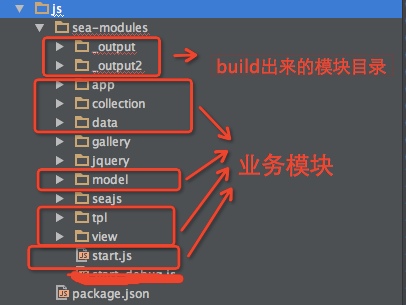 js
sea-modules
_output
_output2
build出来的模块目录
app
collection
data
gallery
jquery
model
业务模块
seajs
tpl
view
start.js
start_debug.js
package.json